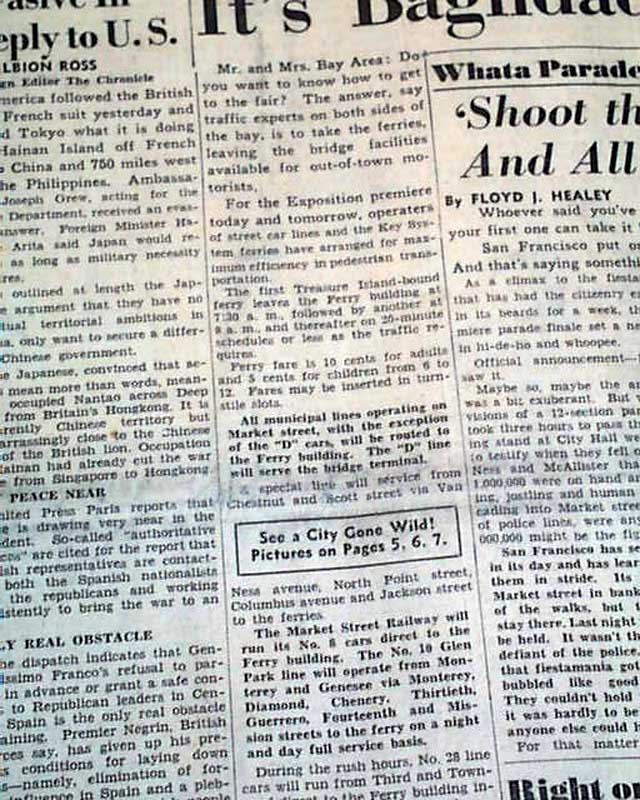 eply to U. S.
LBION ROSS
gn Editor The Chronicle
merica followed the British
French suit yesterday and
d Tokyo what it is doing
Hainan Island off French
China and 750 miles west
he Philippines. Ambassa-
Joseph Grew, acting for the
Department, received an evas-
answer. Foreign Minister Ha-
Arita said Japan would re-
as long as military necessity
res.
outlined at length the Jap-
e argument that they have no
tual territorial ambitions in
a, only want to secure a differ-
Chinese government.
e Japanese, convinced that ac-
mean more than words, mean-
occupied Nantao across Deep
from Britain's Hongkong. It is
rently Chinese territory but
arrassingly close to the Chinese
of the British lion. Occupation
ainan had already cut the war
e from Singapore to Hongkong.
PEACE NEAR
nited Press Paris reports that
e is drawing very near in the
dent. So-called "authoritative
ces" are cited for the report that
ish representatives are contact-
both the Spanish nationalists
the republicans and working
istently to bring the war to an
LY REAL OBSTACLE
he dispatch indicates that Gen-
issimo Franco's refusal to par-
in advance or grant a safe con-
to Republican leaders in Cen-
Spain is the only real obstacle
aining. Premier Negrin, British
rces say, has given up his pre-
s conditions for laying down
s—namely, elimination of for-
influence in Spain and a pleb-
It's Baghdad
Mr. and Mrs. Bay Area: Do
you want to know how to get
to the fair? The answer, say
traffic experts on both sides of
the bay, is to take the ferries,
leaving the bridge facilities
available for out-of-town mo-
torists.
For the Exposition premiere
today and tomorrow, operaters
of street car lines and the Key Sys-
tem ferries have arranged for max-
imum efficiency in pedestrian trans-
portation.
The first Treasure Island-bound
ferry leaves the Ferry building at
7:30 a. m., followed by another at
8 a. m., and thereafter on 20-minute
schedules or less as the traffic re-
quires.
Ferry fare is 10 cents for adults
and 5 cents for children from 6 to
12. Fares may be inserted in turn-
stile slots.
All municipal lines operating on
Market street, with the exception
of the "D" cars, will be routed to
the Ferry building. The "D" line
will serve the bridge terminal.
A special line will service from
Chestnut and Scott street via Van
See a City Gone Wild!
Pictures on Pages 5, 6, 7.
Ness avenue, North Point street,
Columbus avenue and Jackson street
to the ferries.
The Market Street Railway will
run its No. 8 cars direct to the
Ferry building. The No. 10 Glen
Park line will operate from Mon-
terey and Genesee via Monterey,
Diamond, Chenery, Thirtieth,
Guerrero, Fourteenth and Mis-
sion streets to the ferry on a night
and day full service basis.
During the rush hours, No. 28 line
cars will run from Third and Town-
to the Ferry building in-
Whata Parade
'Shoot th
And All
By FLOYD J. HEALEY
Whoever said you've
your first one can take it
San Francisco put on
And that's saying somethi
As a climax to the fiesta
that has had the citizenry e
in its beards for a week, th
miere parade finale set a n
in hi-de-ho and whoopee.
Official announcement—
saw it.
Maybe so, maybe the a
was a bit exuberant. But v
visions of a 12-section pa
took three hours to pass th
ing stand at City Hall w
to testify when they fell o
Ness and McAllister tha
1,000,000 were on hand a
ing, jostling and human
eading into Market stree
of police lines, were an
000,000 might be the fig
San Francisco has s
in its day and has lear
them in stride. Its
Market street in bank
of the walks, but
stay there. Last night
be held. It wasn't th
defiant of the police.
that fiestamania go
bubbled like good
They couldn't hold
it was hardly to be
anyone else could h
For that matter
Right o